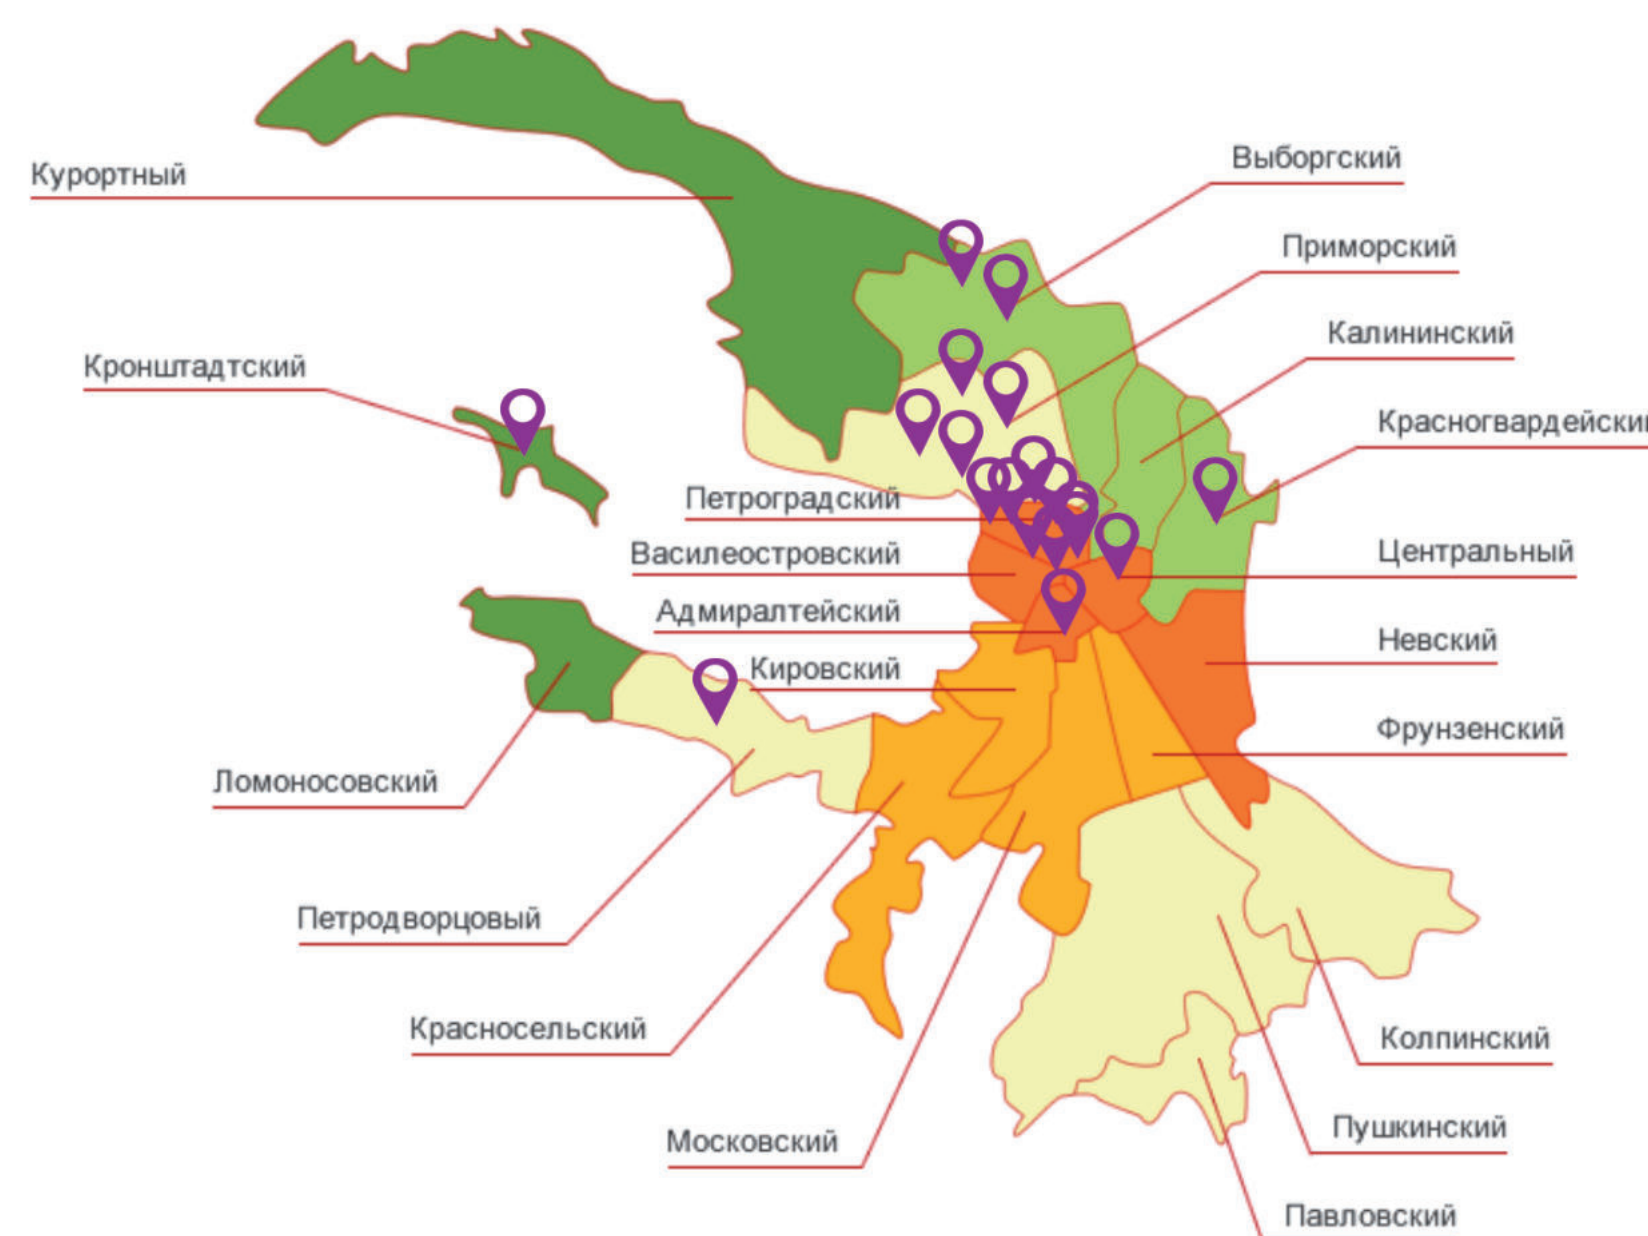 Курортный
Выборгский
Приморский
Калининский
Кронштадтский
Красногвардейски
Петроградский
Василеостровский
Центральный
Адмиралтейский
Невский
Кировский
Фрунзенский
Ломоносовский
Петродворцовый
Красносельский
Колпинский
Пушкинский
Московский
Павловский